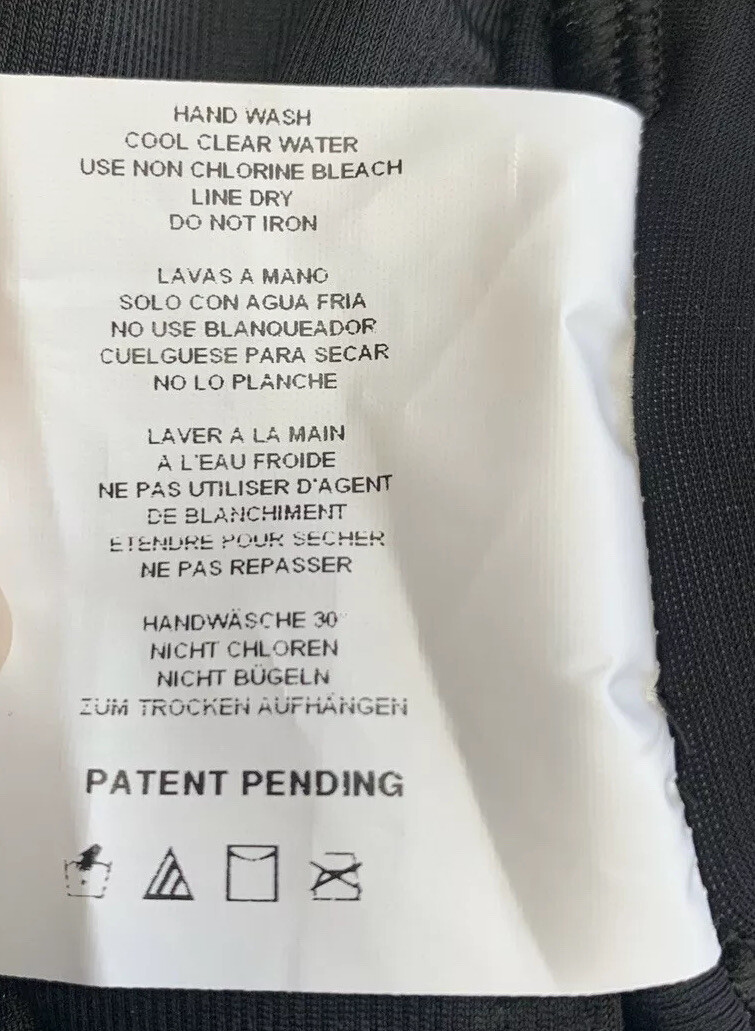 HAND WASH
COOL CLEAR WATER
USE NON CHLORINE BLEACH
LINE DRY
DO NOT IRON
LAVAS A MANO
SOLO CON AGUA FRIA
NO USE BLANQUEADOR
CUELGUESE PARA SECAR
NO LO PLANCHE
LAVER A LA MAIN
A L'EAU FROIDE
NE PAS UTILISER D'AGENT
DE BLANCHIMENT
ETENDRE POUR SECHER
NE PAS REPASSER
HANDWÄSCHE 30°
NICHT CHLOREN
NICHT BÜGELN
ZUM TROCKEN AUFHÄNGEN
PATENT PENDING